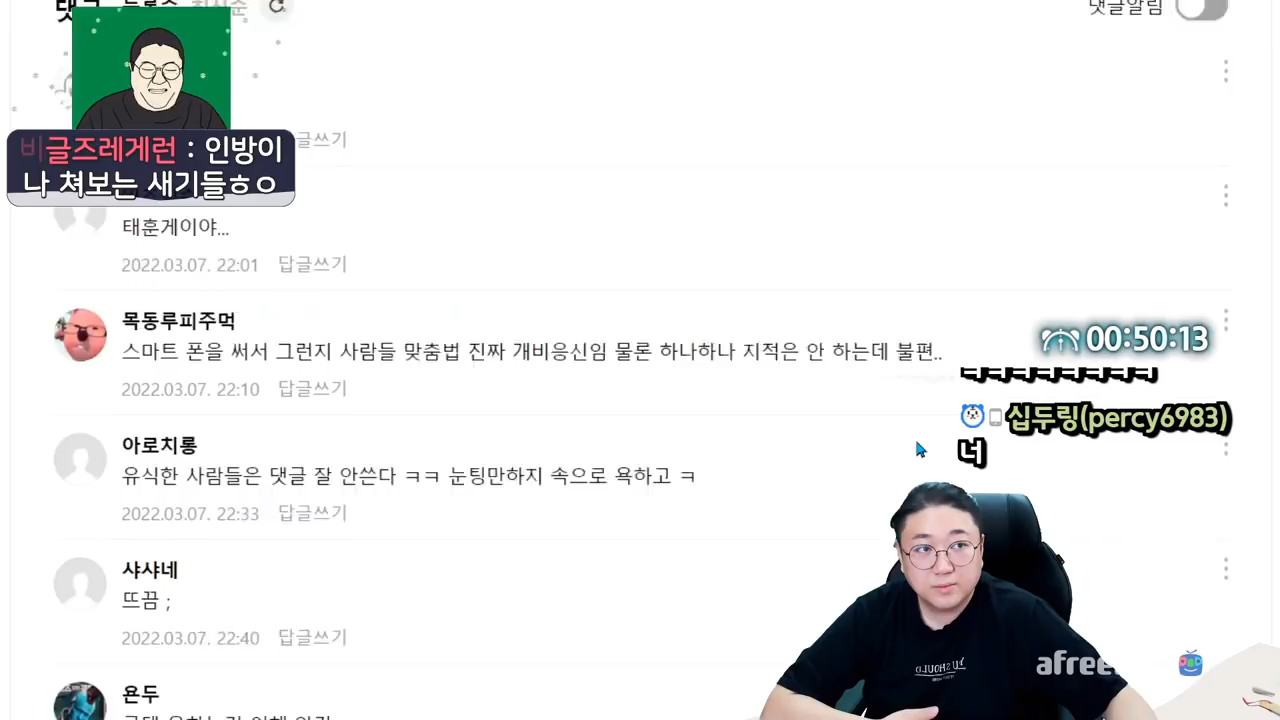 댓글알림
비글즈레게런 : 인방이
나 쳐보는 새기들ㅎㅇ
글쓰기
태훈게이야...
2022.03.07. 22:01 답글쓰기
목동루피주먹
스마트 폰을 써서 그런지 사람들 맞춤법 진짜 개비응신임 물론 하나하나 지적은 안 하는데 불편..
2022.03.07. 22:10 답글쓰기
00:50:13
십두링(percy6983)
너
아로치롱
유식한 사람들은 댓글 잘 안쓴다 ㅋㅋ 눈팅만하지 속으로 욕하고 ㅋ
2022.03.07. 22:33 답글쓰기
샤샤네
뜨끔 ;
2022.03.07. 22:40 답글쓰기
욘두
afree